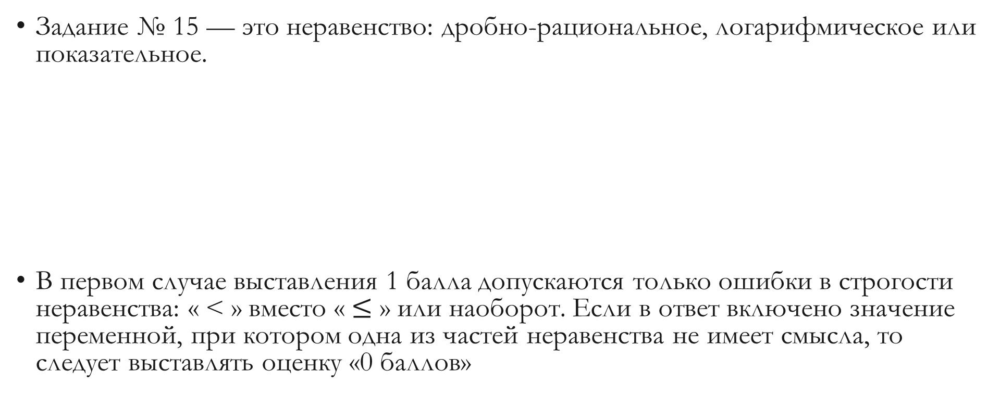 • Задание № 15 — это неравенство: дробно-рациональное, логарифмическое или
показательное.
• В первом случае выставления 1 балла допускаются только ошибки в строгости
неравенства: « < » вместо « ≤ » или наоборот. Если в ответ включено значение
переменной, при котором одна из частей неравенства не имеет смысла, то
следует выставлять оценку «0 баллов»